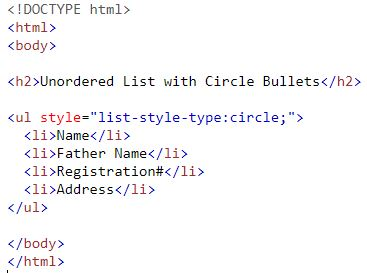 <!DOCTYPE html>
<html>
<body>

<h2>Unordered List with Circle Bullets</h2>

<ul style="list-style-type:circle;">
  <li>Name</li>
  <li>Father Name</li>
  <li>Registration#</li>
  <li>Address</li>
</ul>

</body>
</html>